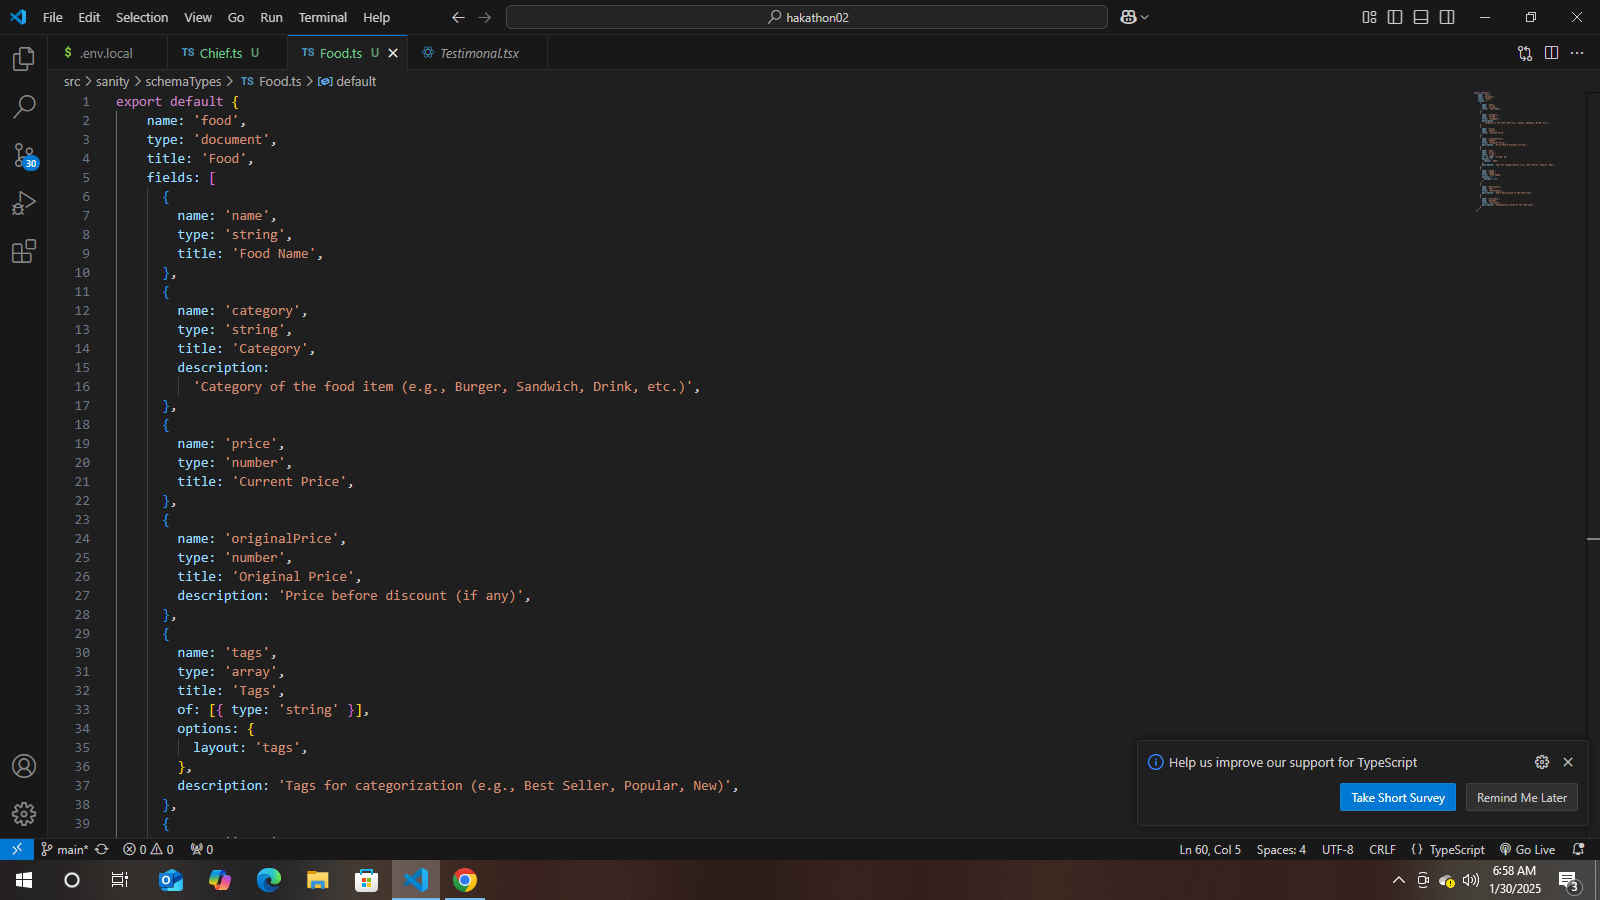 File Edit Selection View Go Run Terminal Help
hakathon02
$ .env.local
TS Chief.ts U
TS Food.ts U
Testimonal.tsx
src > sanity > schemaTypes > TS Food.ts > default
1 export default {
2 name: 'food',
3 type: 'document',
4 title: 'Food',
5 fields: [
6 {
7 name: 'name',
8 type: 'string',
9 title: 'Food Name',
10 },
11 {
12 name: 'category',
13 type: 'string',
14 title: 'Category',
15 description:
16 'Category of the food item (e.g., Burger, Sandwich, Drink, etc.)',
17 },
18 {
19 name: 'price',
20 type: 'number',
21 title: 'Current Price',
22 },
23 {
24 name: 'originalPrice',
25 type: 'number',
26 title: 'Original Price',
27 description: 'Price before discount (if any)',
28 },
29 {
30 name: 'tags',
31 type: 'array',
32 title: 'Tags',
33 of: [{ type: 'string' }],
34 options: {
35 layout: 'tags',
36 },
37 description: 'Tags for categorization (e.g., Best Seller, Popular, New)',
38 },
39 {
30
Help us improve our support for TypeScript
Take Short Survey
Remind Me Later
main* 0 0 0
Ln 60, Col 5 Spaces: 4 UTF-8 CRLF {} TypeScript Go Live
6:58 AM
1/30/2025
3